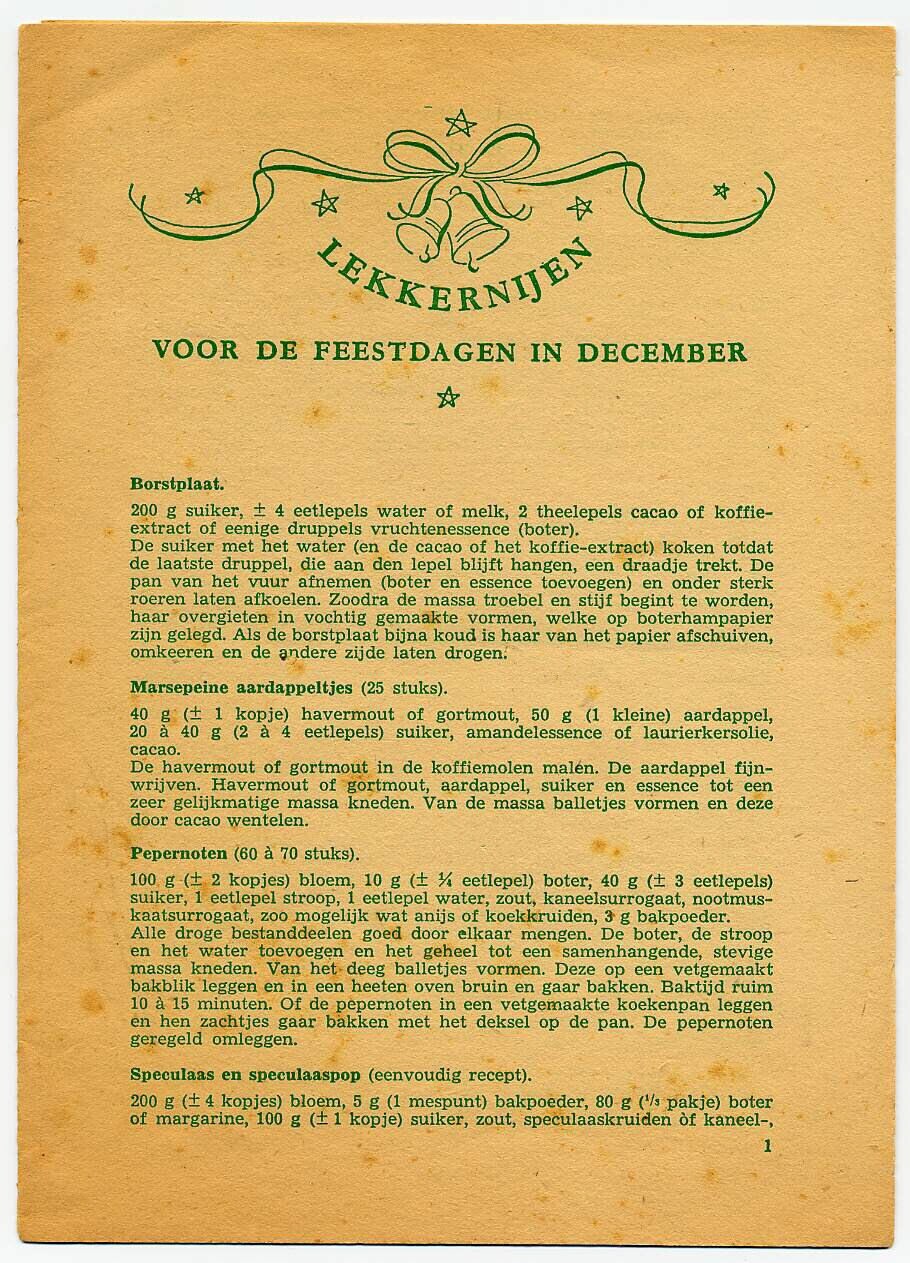 LEKKERNIJEN
VOOR DE FEESTDAGEN IN DECEMBER
Borstplaat.
200 g suiker, ± 4 eetlepels water of melk, 2 theelepels cacao of koffie-
extract of eenige druppels vruchtenessence (boter).
De suiker met het water (en de cacao of het koffie-extract) koken totdat
de laatste druppel, die aan den lepel blijft hangen, een draadje trekt. De
pan van het vuur afnemen (boter en essence toevoegen) en onder sterk
roeren laten afkoelen. Zoodra de massa troebel en stijf begint te worden,
haar overgieten in vochtig gemaakte vormen, welke op boterhampapier
zijn gelegd. Als de borstplaat bijna koud is haar van het papier afschuiven,
omkeeren en de andere zijde laten drogen.
Marsepeine aardappeltjes (25 stuks).
40 g (± 1 kopje) havermout of gortmout, 50 g (1 kleine) aardappel,
20 à 40 g (2 à 4 eetlepels) suiker, amandelessence of laurierkersolie,
cacao.
De havermout of gortmout in de koffiemolen malen. De aardappel fijn-
wrijven. Havermout of gortmout, aardappel, suiker en essence tot een
zeer gelijkmatige massa kneden. Van de massa balletjes vormen en deze
door cacao wentelen.
Pepernoten (60 à 70 stuks).
100 g (± 2 kopjes) bloem, 10 g (± ¼ eetlepel) boter, 40 g (± 3 eetlepels)
suiker, 1 eetlepel stroop, 1 eetlepel water, zout, kaneelsurrogaat, nootmus-
kaatsurrogaat, zoo mogelijk wat anijs of koekkruiden, 3 g bakpoeder.
Alle droge bestanddeelen goed door elkaar mengen. De boter, de stroop
en het water toevoegen en het geheel tot een samenhangende, stevige
massa kneden. Van het deeg balletjes vormen. Deze op een vetgemaakt
bakblik leggen en in een heeten oven bruin en gaar bakken. Baktijd ruim
10 à 15 minuten. Of de pepernoten in een vetgemaakte koekenpan leggen
en hen zachtjes gaar bakken met het deksel op de pan. De pepernoten
geregeld omleggen.
Speculaas en speculaaspop (eenvoudig recept).
200 g (± 4 kopjes) bloem, 5 g (1 mespunt) bakpoeder, 80 g (¹/₃ pakje) boter
of margarine, 100 g (± 1 kopje) suiker, zout, speculaaskruiden òf kaneel-,
1